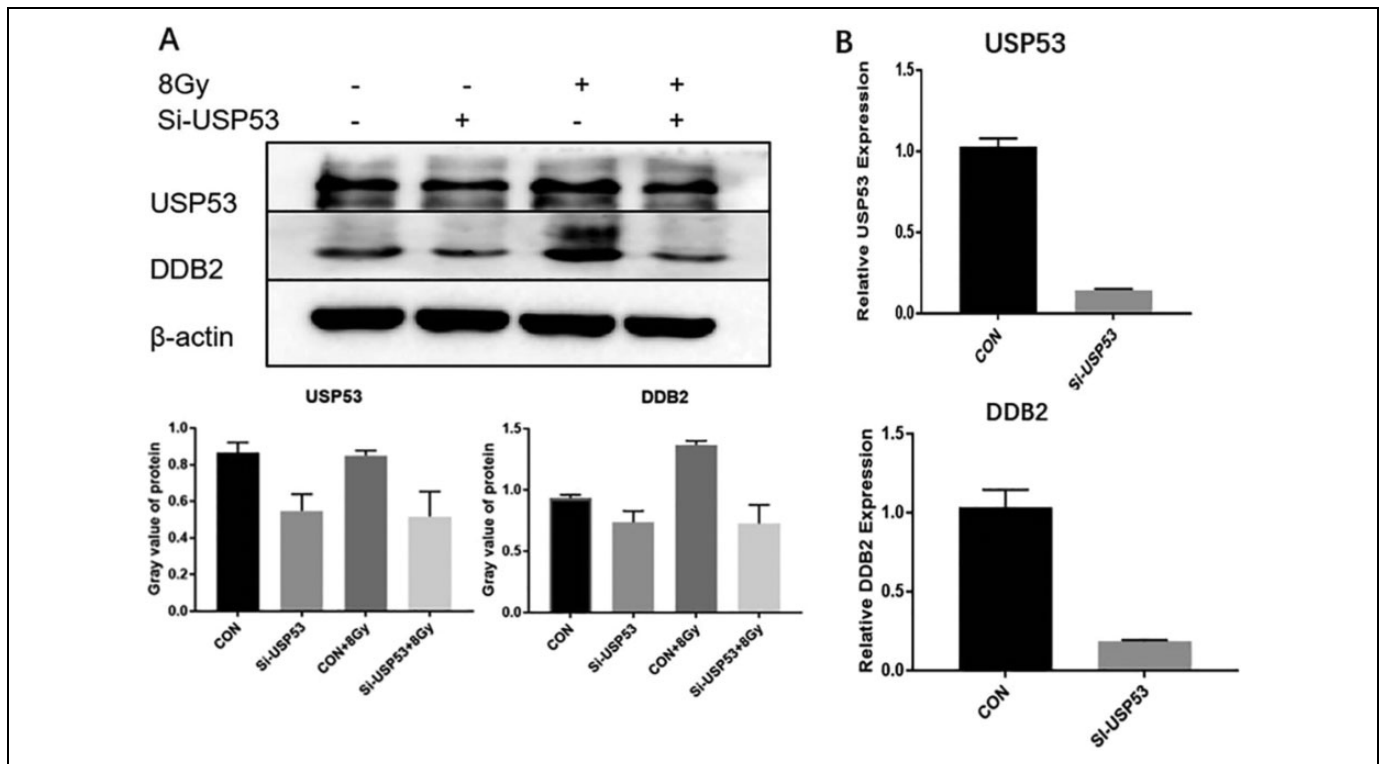 A
8Gy - - + +
Si-USP53 - + - +
USP53
DDB2
β-actin
USP53
Gray value of protein
1.0
0.8
0.6
0.4
0.2
0.0
CON
Si-USP53
CON+8Gy
Si-USP53+8Gy
DDB2
Gray value of protein
1.5
1.0
0.5
0.0
CON
Si-USP53
CON+8Gy
Si-USP53+8Gy
B
USP53
Relative USP53 Expression
1.5
1.0
0.5
0.0
CON
Si-USP53
DDB2
Relative DDB2 Expression
1.5
1.0
0.5
0.0
CON
SI-USP53